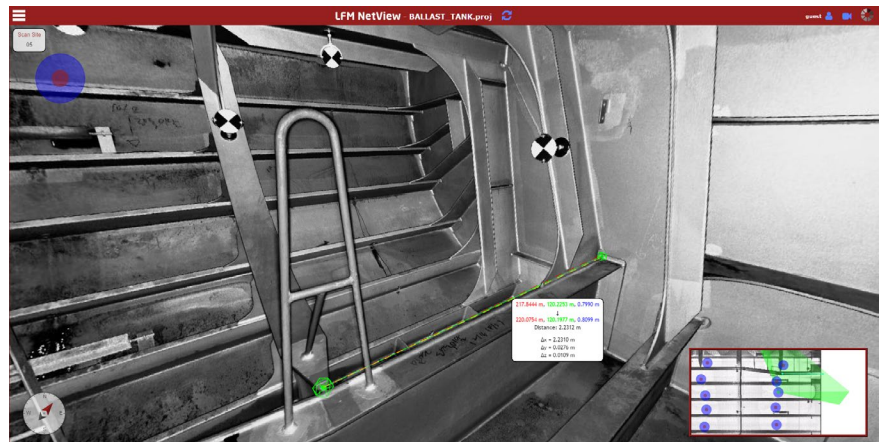 LFM NetView - BALLAST_TANK.proj
guest
Scan Site
05
217.8444 m, 120.2253 m, 0.7990 m
↓
220.0754 m, 120.1977 m, 0.8099 m
Distance: 2.2312 m
Δx = 2.2310 m
Δy = 0.0276 m
Δz = 0.0109 m
N
W
E